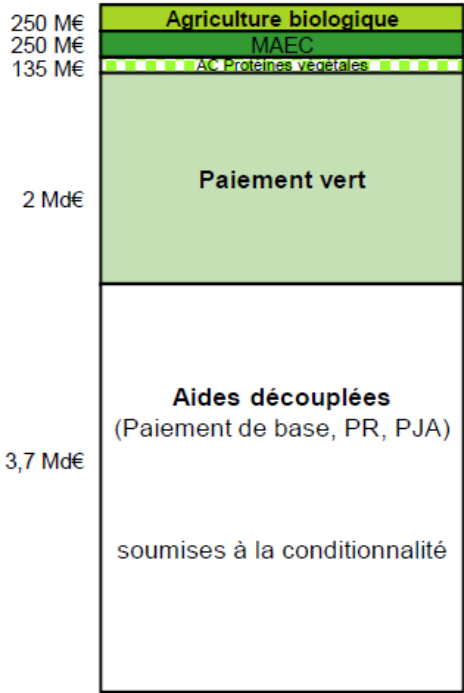 250 M€ Agriculture biologique
250 M€ MAEC
135 M€ AC Protéines végétales
2 Md€ Paiement vert
Aides découplées
(Paiement de base, PR, PJA)
3,7 Md€
soumises à la conditionnalité